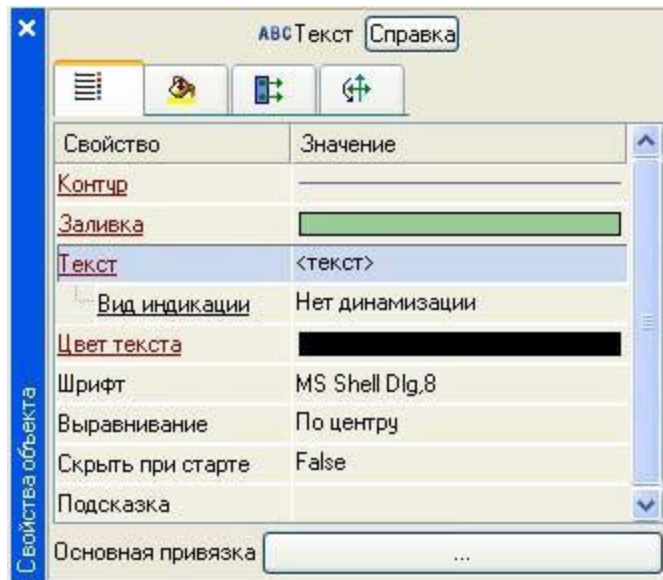 ABC Текст Справка
Свойство Значение
Контур
Заливка
Текст <текст>
Вид индикации Нет динамизации
Цвет текста
Шрифт MS Shell Dlg,8
Выравнивание По центру
Скрыть при старте False
Подсказка
Основная привязка ...
Свойства объекта